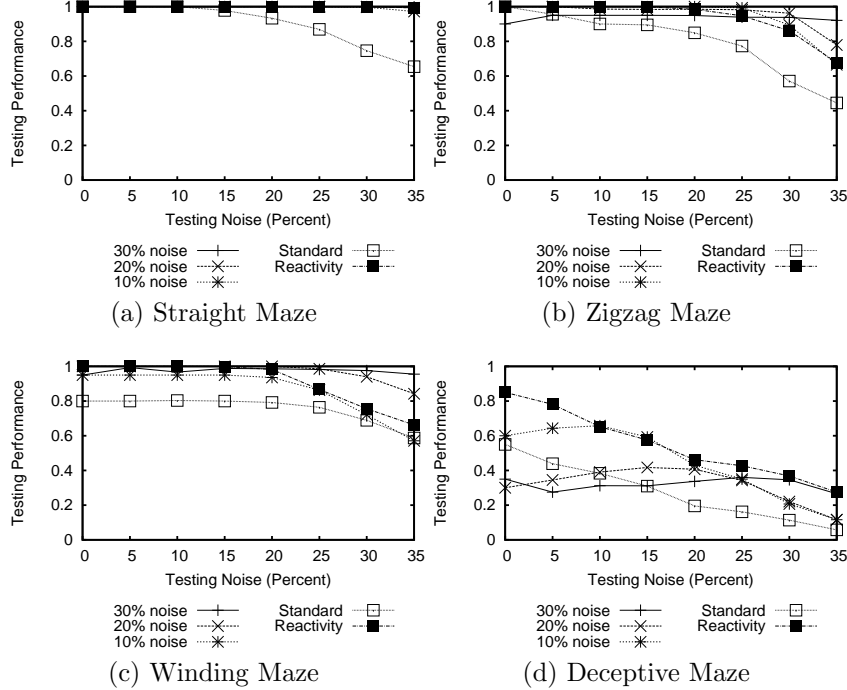 1
0.8
0.6
0.4
0.2
0
Testing Performance
0 5 10 15 20 25 30 35
Testing Noise (Percent)
30% noise
20% noise
10% noise
Standard
Reactivity
(a) Straight Maze
1
0.8
0.6
0.4
0.2
0
Testing Performance
0 5 10 15 20 25 30 35
Testing Noise (Percent)
30% noise
20% noise
10% noise
Standard
Reactivity
(b) Zigzag Maze
1
0.8
0.6
0.4
0.2
0
Testing Performance
0 5 10 15 20 25 30 35
Testing Noise (Percent)
30% noise
20% noise
10% noise
Standard
Reactivity
(c) Winding Maze
1
0.8
0.6
0.4
0.2
0
Testing Performance
0 5 10 15 20 25 30 35
Testing Noise (Percent)
30% noise
20% noise
10% noise
Standard
Reactivity
(d) Deceptive Maze